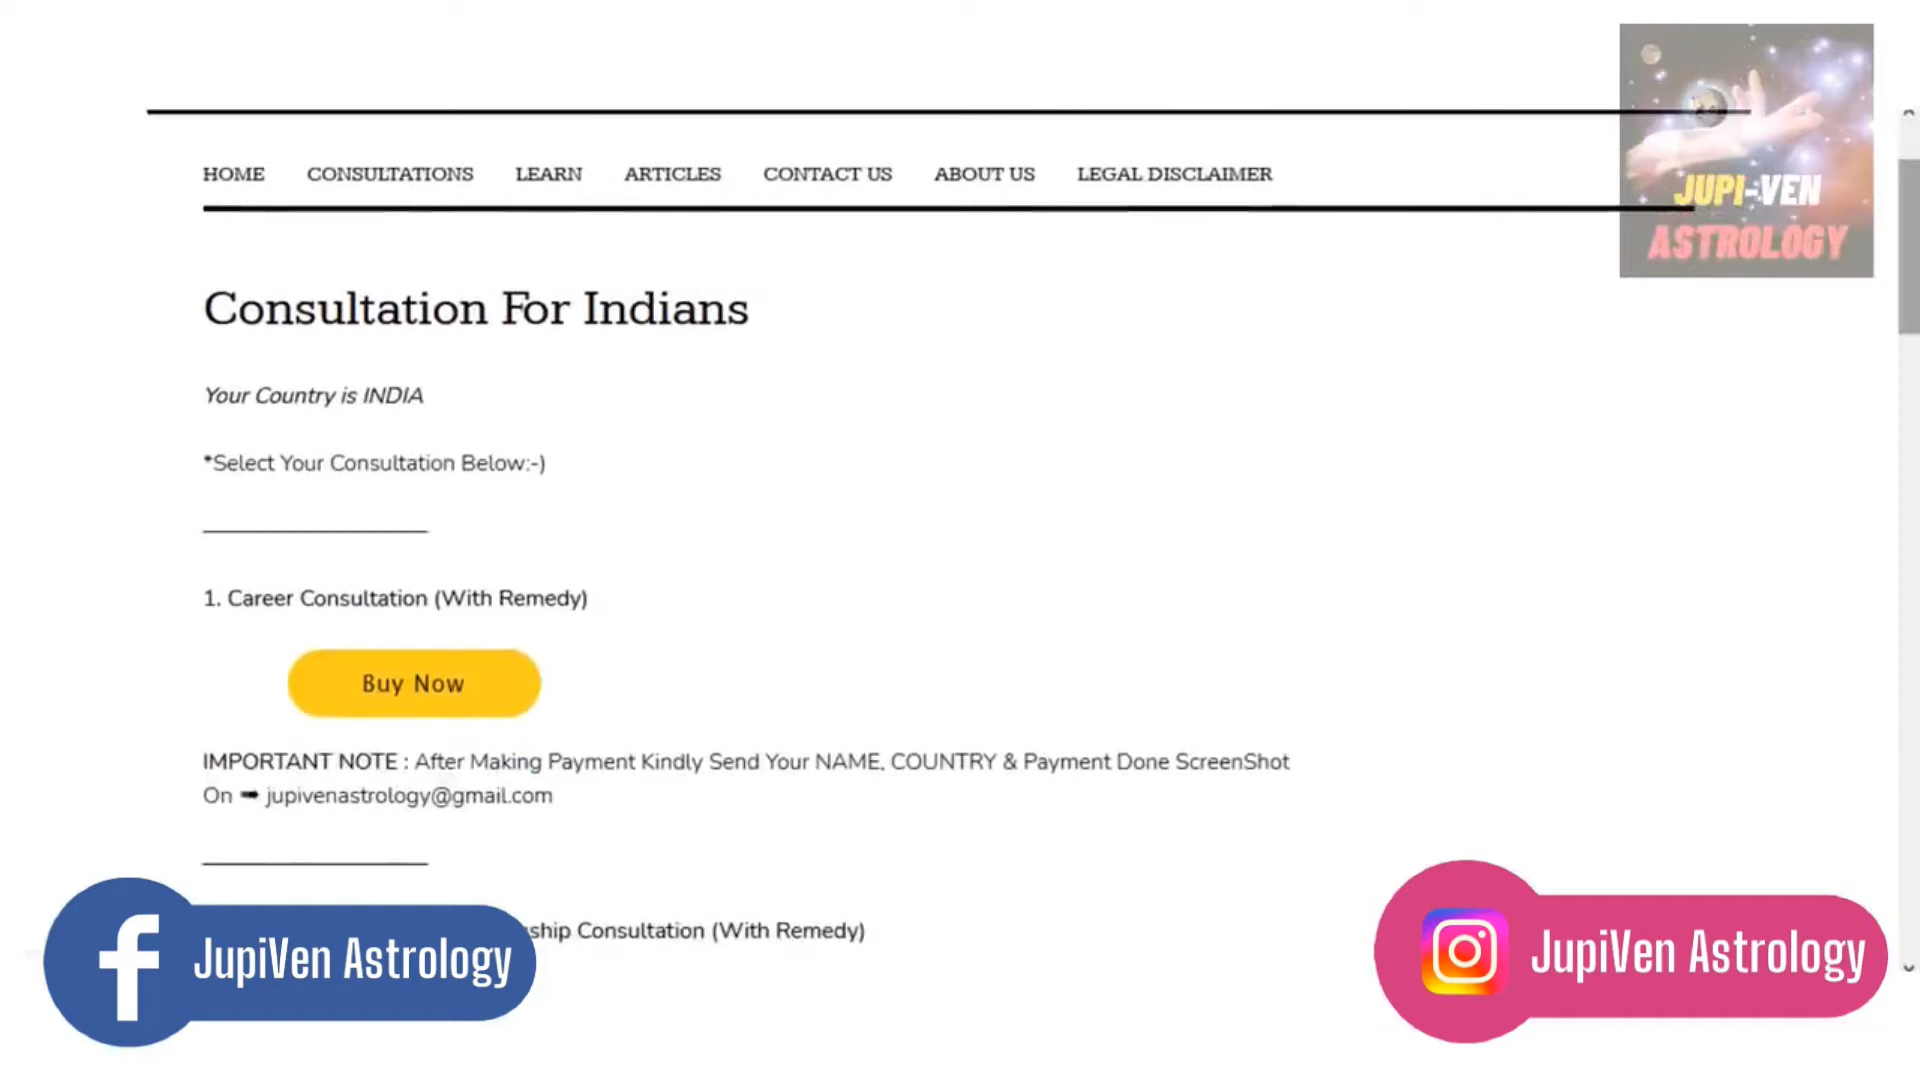 HOME CONSULTATIONS LEARN ARTICLES CONTACT US ABOUT US LEGAL DISCLAIMER
JUPI-VEN
ASTROLOGY
Consultation For Indians
Your Country is INDIA
*Select Your Consultation Below:-)
1. Career Consultation (With Remedy)
Buy Now
IMPORTANT NOTE : After Making Payment Kindly Send Your NAME, COUNTRY & Payment Done ScreenShot
On ➡ jupivenastrology@gmail.com
ship Consultation (With Remedy)
JupiVen Astrology
JupiVen Astrology